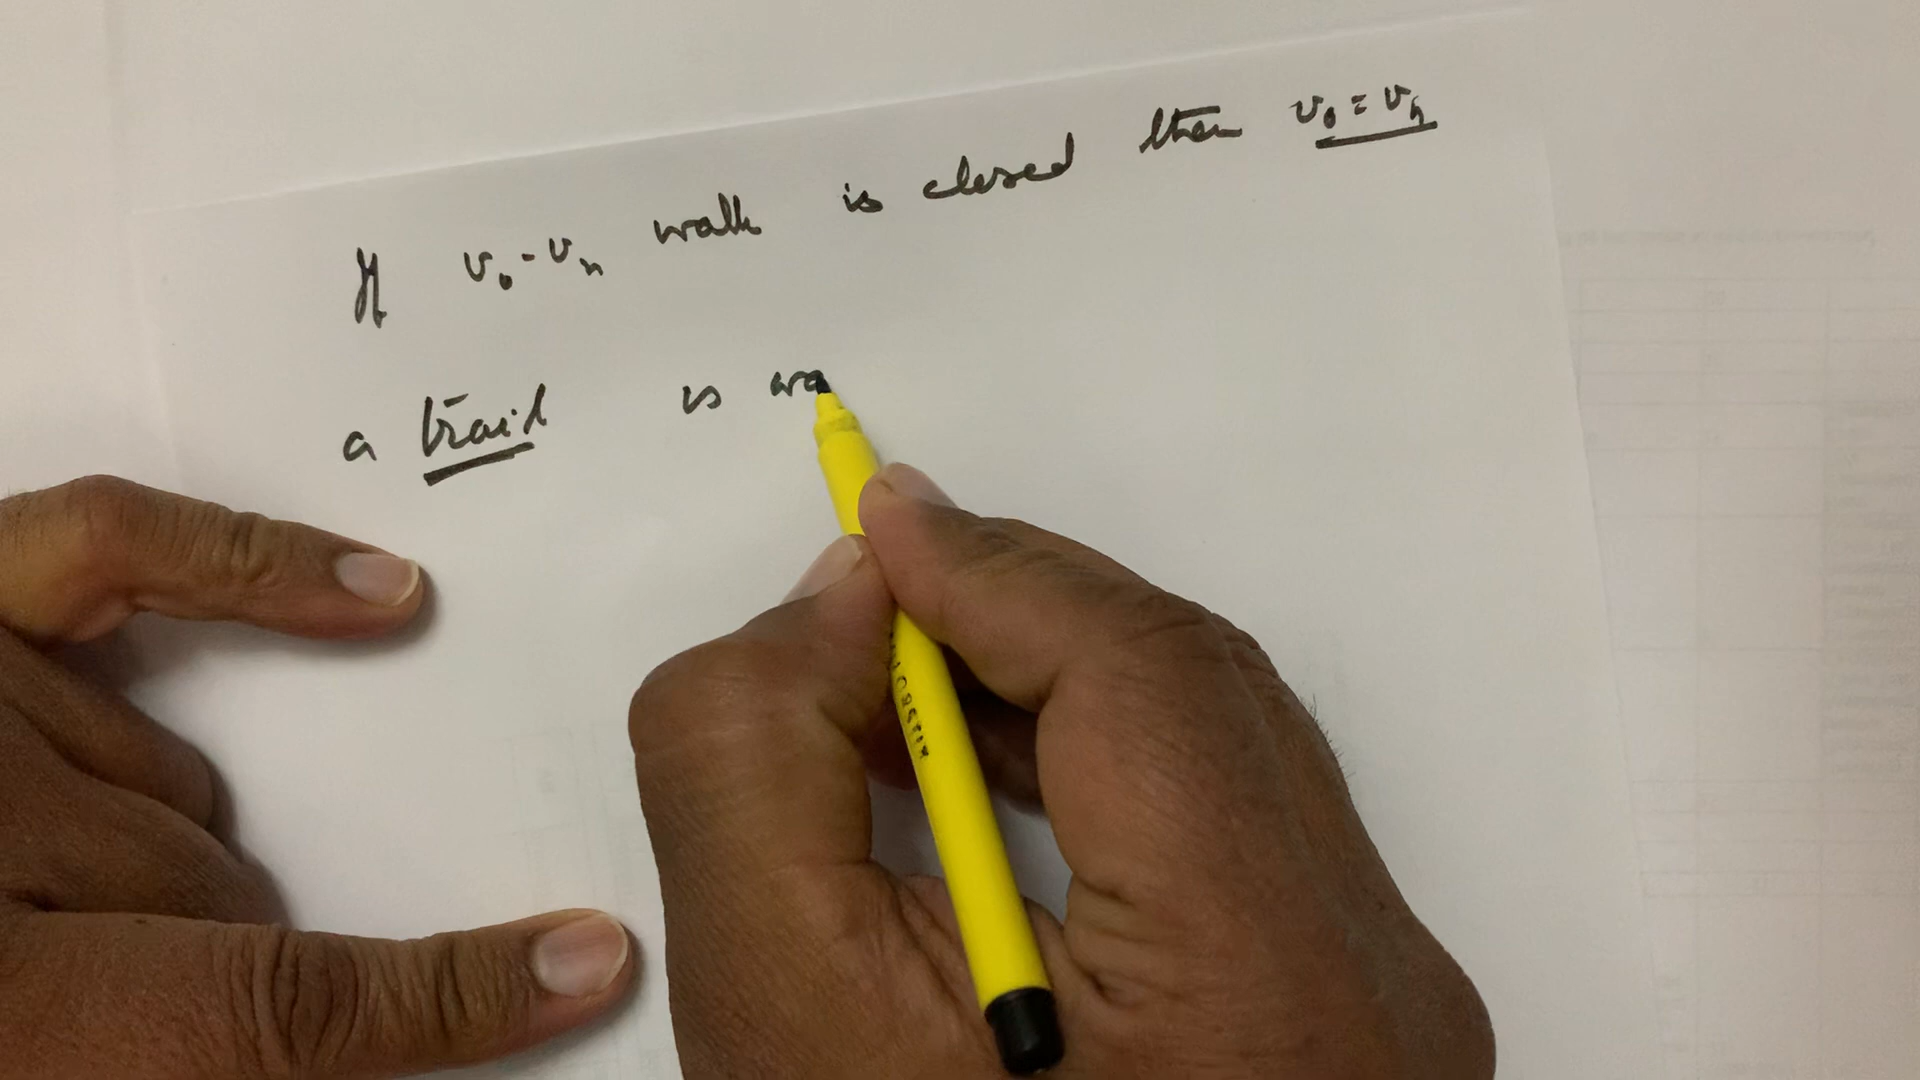 If v₀-vₙ walk is closed then v₀ = vₙ
a trail is wa